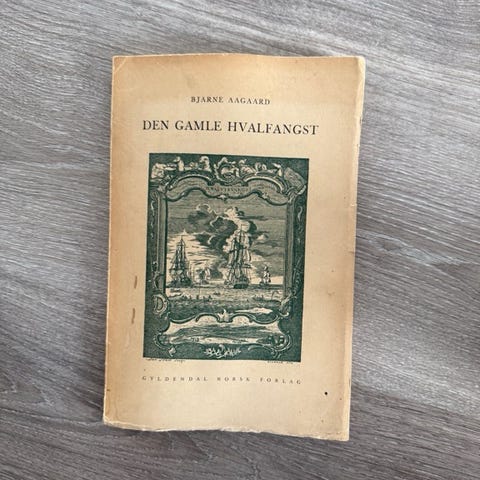 BJARNE AAGAARD
DEN GAMLE HVALFANGST
GYLDENDAL NORSK FORLAG